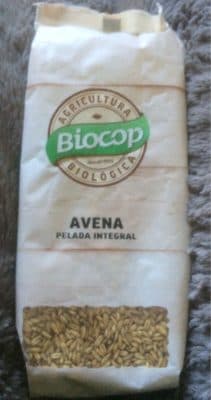 AGRICULTURA
Biocop
BIOLÓGICA
AVENA
PELADA INTEGRAL